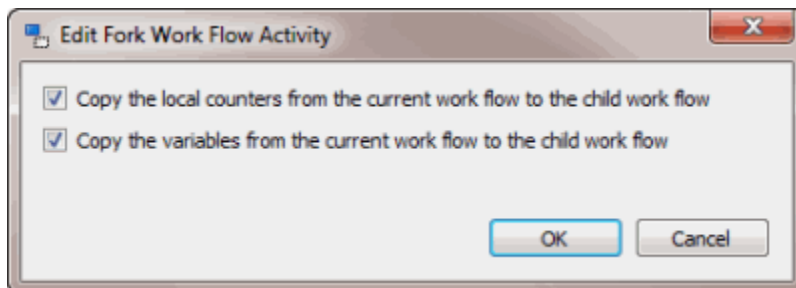 Edit Fork Work Flow Activity
Copy the local counters from the current work flow to the child work flow
Copy the variables from the current work flow to the child work flow
OK Cancel